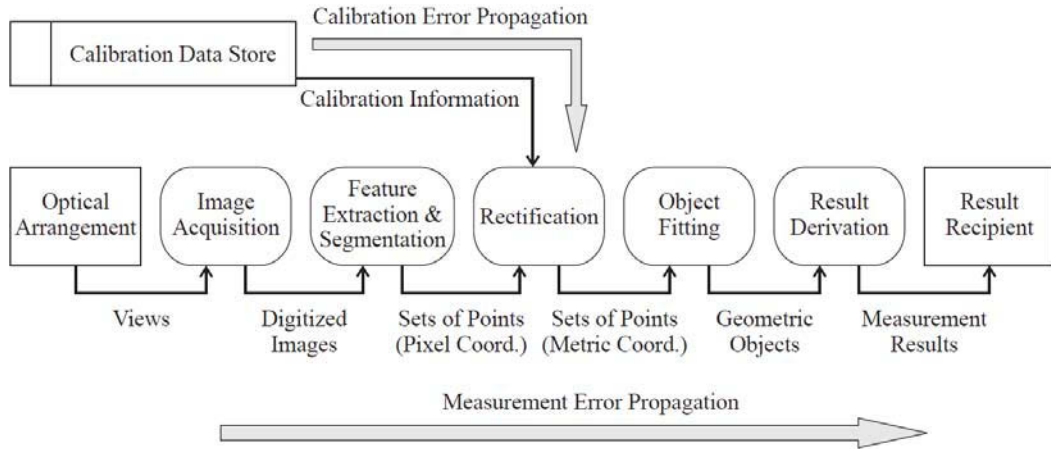 Calibration Error Propagation
Calibration Data Store
Calibration Information
Optical
Arrangement
Image
Acquisition
Feature
Extraction &
Segmentation
Rectification
Object
Fitting
Result
Derivation
Result
Recipient
Views
Digitized
Images
Sets of Points
(Pixel Coord.)
Sets of Points
(Metric Coord.)
Geometric
Objects
Measurement
Results
Measurement Error Propagation